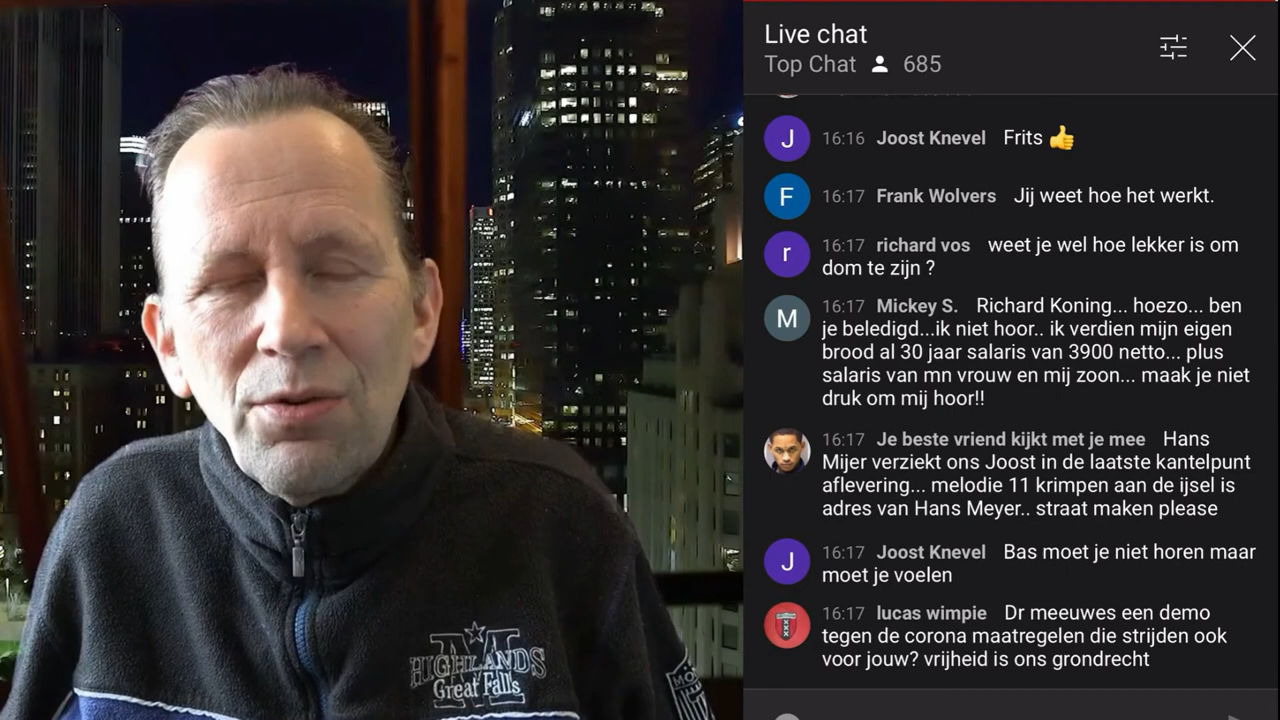 Live chat
Top Chat 685
J 16:16 Joost Knevel Frits 👍
F 16:17 Frank Wolvers Jij weet hoe het werkt.
r 16:17 richard vos weet je wel hoe lekker is om
dom te zijn ?
M 16:17 Mickey S. Richard Koning... hoezo... ben
je beledigd...ik niet hoor.. ik verdien mijn eigen
brood al 30 jaar salaris van 3900 netto... plus
salaris van mn vrouw en mij zoon... maak je niet
druk om mij hoor!!
16:17 Je beste vriend kijkt met je mee Hans
Mijer verziekt ons Joost in de laatste kantelpunt
aflevering... melodie 11 krimpen aan de ijsel is
adres van Hans Meyer.. straat maken please
J 16:17 Joost Knevel Bas moet je niet horen maar
moet je voelen
16:17 lucas wimpie Dr meeuwes een demo
tegen de corona maatregelen die strijden ook
voor jouw? vrijheid is ons grondrecht
HIGHLANDS
Great Falls